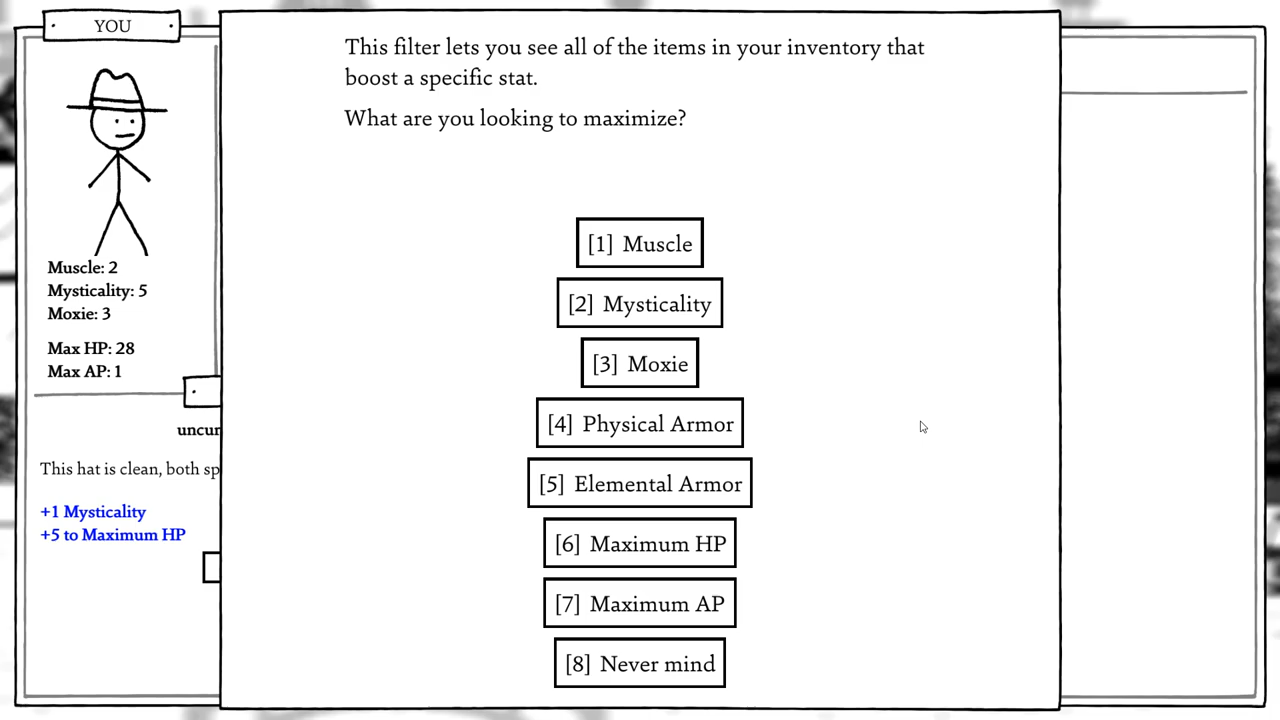 YOU
Muscle: 2
Mysticality: 5
Moxie: 3
Max HP: 28
Max AP: 1
This hat is clean, both
+1 Mysticality
+5 to Maximum HP
This filter lets you see all of the items in your inventory that
boost a specific stat.
What are you looking to maximize?
[1] Muscle
[2] Mysticality
[3] Moxie
[4] Physical Armor
[5] Elemental Armor
[6] Maximum HP
[7] Maximum AP
[8] Never mind